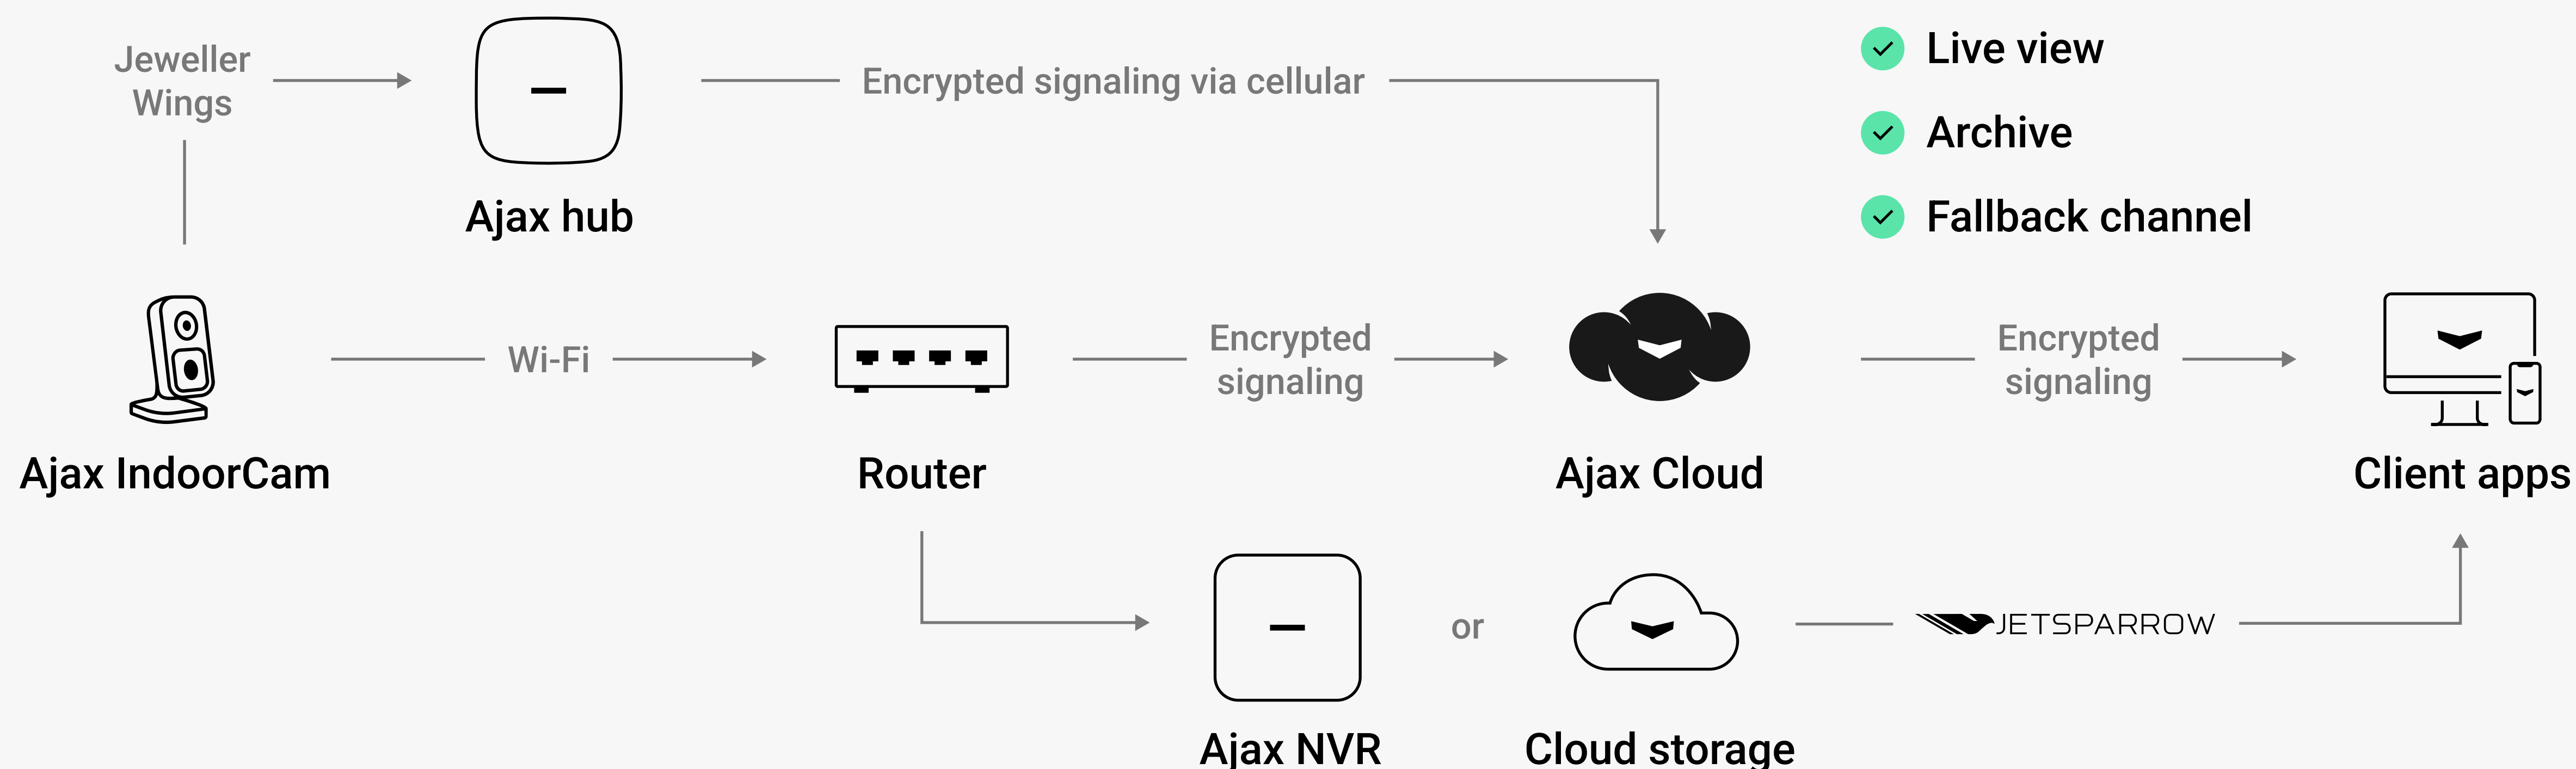 Jeweller
Wings
Ajax hub
Encrypted signaling via cellular
Live view
Archive
Fallback channel
Ajax IndoorCam
Wi-Fi
Router
Encrypted
signaling
Ajax Cloud
Encrypted
signaling
Client apps
Ajax NVR
or
Cloud storage
JETSPARROW